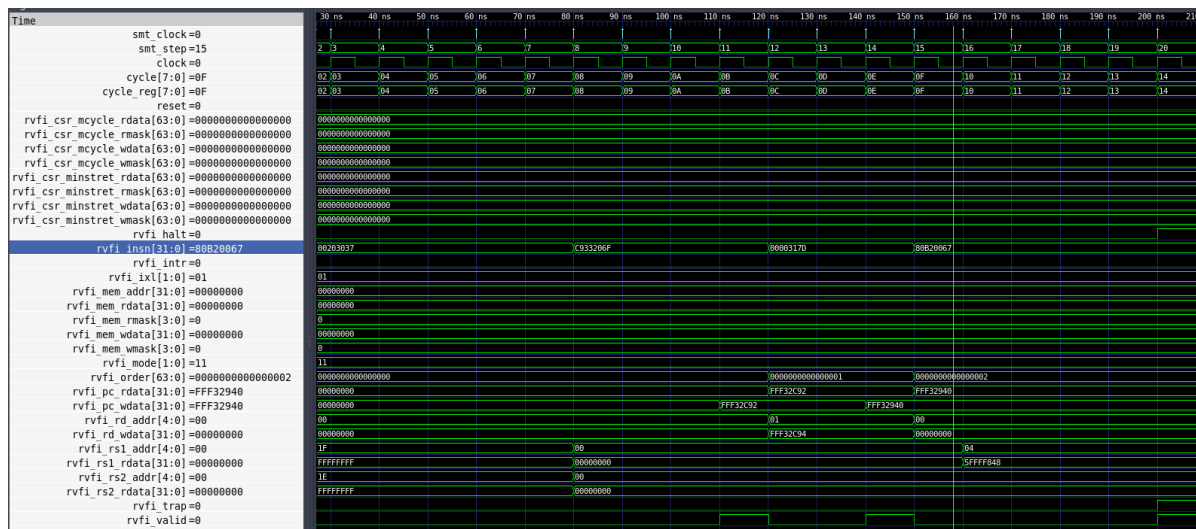 Time 30 ns 40 ns 50 ns 60 ns 70 ns 80 ns 90 ns 100 ns 110 ns 120 ns 130 ns 140 ns 150 ns 160 ns 170 ns 180 ns 190 ns 200 ns
smt_clock=0
smt_step=15 2 3 4 5 6 7 8 9 10 11 12 13 14 15 16 17 18 19 20
clock=0
cycle[7:0]=0F 02 03 04 05 06 07 08 09 0A 0B 0C 0D 0E 0F 10 11 12 13 14
cycle_reg[7:0]=0F 02 03 04 05 06 07 08 09 0A 0B 0C 0D 0E 0F 10 11 12 13 14
reset=0
rvfi_csr_mcycle_rdata[63:0]=0000000000000000 0000000000000000
rvfi_csr_mcycle_rmask[63:0]=0000000000000000 0000000000000000
rvfi_csr_mcycle_wdata[63:0]=0000000000000000 0000000000000000
rvfi_csr_mcycle_wmask[63:0]=0000000000000000 0000000000000000
rvfi_csr_minstret_rdata[63:0]=0000000000000000 0000000000000000
rvfi_csr_minstret_rmask[63:0]=0000000000000000 0000000000000000
rvfi_csr_minstret_wdata[63:0]=0000000000000000 0000000000000000
rvfi_csr_minstret_wmask[63:0]=0000000000000000 0000000000000000
rvfi_halt=0
rvfi_insn[31:0]=80B20067 00203037 C933206F 0000317D 80B20067
rvfi_intr=0
rvfi_ixl[1:0]=01 01
rvfi_mem_addr[31:0]=00000000 00000000
rvfi_mem_rdata[31:0]=00000000 00000000
rvfi_mem_rmask[3:0]=0 0
rvfi_mem_wdata[31:0]=00000000 00000000
rvfi_mem_wmask[3:0]=0 0
rvfi_mode[1:0]=11 11
rvfi_order[63:0]=0000000000000002 0000000000000000 0000000000000001 0000000000000002
rvfi_pc_rdata[31:0]=FFF32940 00000000 FFF32C92 FFF32940
rvfi_pc_wdata[31:0]=FFF32940 00000000 FFF32C92 FFF32940
rvfi_rd_addr[4:0]=00 00 01 00
rvfi_rd_wdata[31:0]=00000000 00000000 FFF32C94 00000000
rvfi_rs1_addr[4:0]=00 1F 00 04
rvfi_rs1_rdata[31:0]=00000000 FFFFFFFF 00000000 5FFFF848
rvfi_rs2_addr[4:0]=00 1E 00
rvfi_rs2_rdata[31:0]=00000000 FFFFFFFF 00000000
rvfi_trap=0
rvfi_valid=0